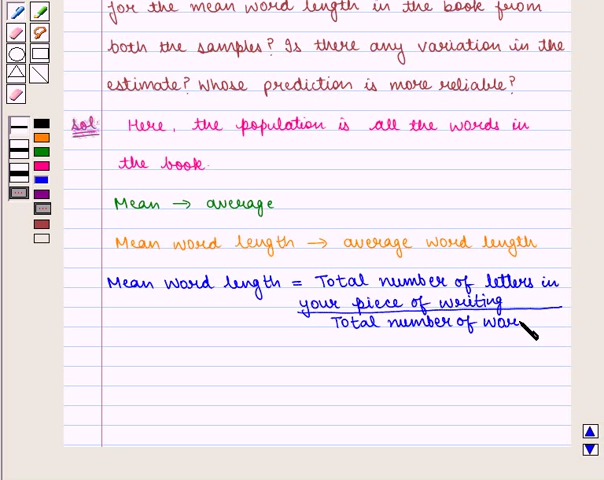 for the mean word length in the book from
both the samples? Is there any variation in the
estimate? Whose prediction is more reliable?
Sol. Here, the population is all the words in
the book.
Mean → average
Mean word length → average word length
Mean word length = Total number of letters in
your piece of writing
Total number of wor